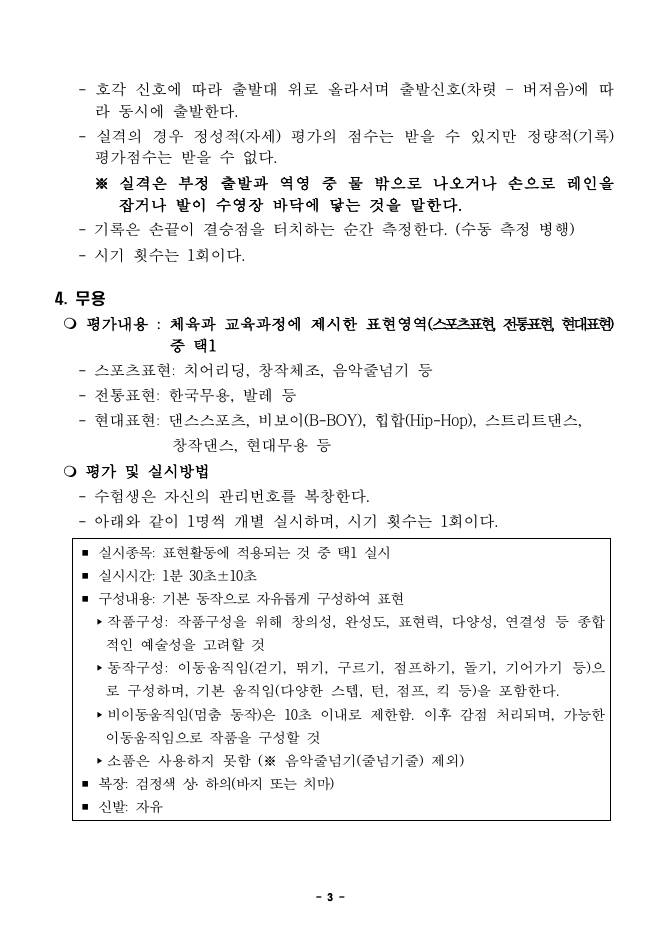 - 호각 신호에 따라 출발대 위로 올라서며 출발신호(차렷 - 버저음)에 따
라 동시에 출발한다.
- 실격의 경우 정성적(자세) 평가의 점수는 받을 수 있지만 정량적(기록)
평가점수는 받을 수 없다.
※ 실격은 부정 출발과 역영 중 물 밖으로 나오거나 손으로 레인을
잡거나 발이 수영장 바닥에 닿는 것을 말한다.
- 기록은 손끝이 결승점을 터치하는 순간 측정한다. (수동 측정 병행)
- 시기 횟수는 1회이다.
4. 무용
❍ 평가내용 : 체육과 교육과정에 제시한 표현영역(스포츠표현, 전통표현, 현대표현)
중 택1
- 스포츠표현: 치어리딩, 창작체조, 음악줄넘기 등
- 전통표현: 한국무용, 발레 등
- 현대표현: 댄스스포츠, 비보이(B-BOY), 힙합(Hip-Hop), 스트리트댄스,
창작댄스, 현대무용 등
❍ 평가 및 실시방법
- 수험생은 자신의 관리번호를 복창한다.
- 아래와 같이 1명씩 개별 실시하며, 시기 횟수는 1회이다.
▪ 실시종목: 표현활동에 적용되는 것 중 택1 실시
▪ 실시시간: 1분 30초±10초
▪ 구성내용: 기본 동작으로 자유롭게 구성하여 표현
▸작품구성: 작품구성을 위해 창의성, 완성도, 표현력, 다양성, 연결성 등 종합
적인 예술성을 고려할 것
▸동작구성: 이동움직임(걷기, 뛰기, 구르기, 점프하기, 돌기, 기어가기 등)으
로 구성하며, 기본 움직임(다양한 스텝, 턴, 점프, 킥 등)을 포함한다.
▸비이동움직임(멈춤 동작)은 10초 이내로 제한함. 이후 감점 처리되며, 가능한
이동움직임으로 작품을 구성할 것
▸소품은 사용하지 못함 (※ 음악줄넘기(줄넘기줄) 제외)
▪ 복장: 검정색 상· 하의(바지 또는 치마)
▪ 신발: 자유
- 3 -